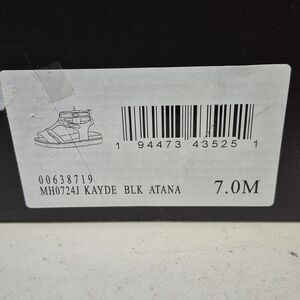 1 94473 43525 1
00638719
MH0724J KAYDE BLK ATANA
7.0M